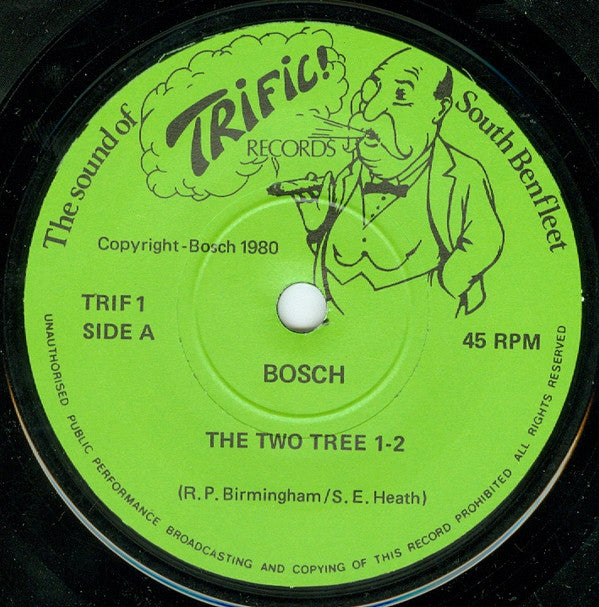 The sound of
TRiFic!
RECORDS
South Benfleet
Copyright-Bosch 1980
TRIF 1
SIDE A
45 RPM
BOSCH
THE TWO TREE 1-2
(R.P. Birmingham/S.E. Heath)
UNAUTHORISED PUBLIC PERFORMANCE BROADCASTING AND COPYING OF THIS RECORD PROHIBITED ALL RIGHTS RESERVED